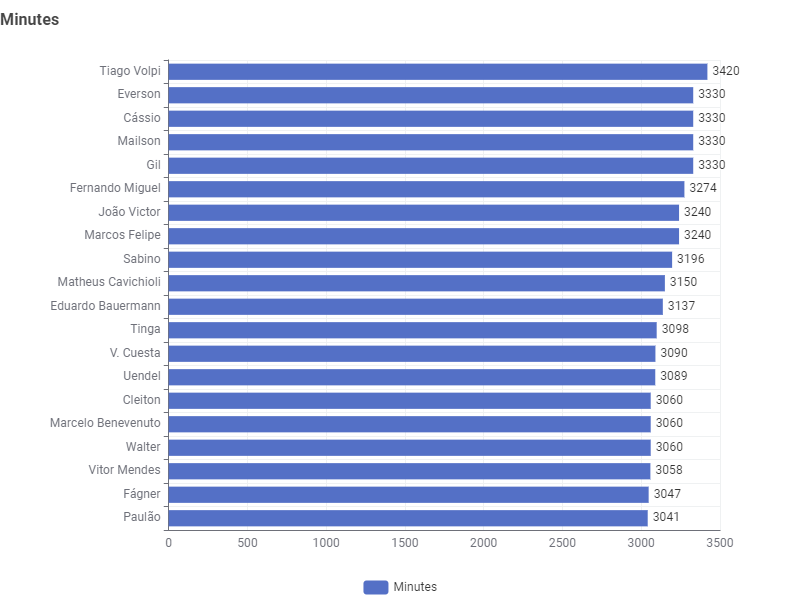 Minutes
Tiago Volpi 3420
Everson 3330
Cássio 3330
Mailson 3330
Gil 3330
Fernando Miguel 3274
João Victor 3240
Marcos Felipe 3240
Sabino 3196
Matheus Cavichioli 3150
Eduardo Bauermann 3137
Tinga 3098
V. Cuesta 3090
Uendel 3089
Cleiton 3060
Marcelo Benevenuto 3060
Walter 3060
Vitor Mendes 3058
Fágner 3047
Paulão 3041
0 500 1000 1500 2000 2500 3000 3500
Minutes